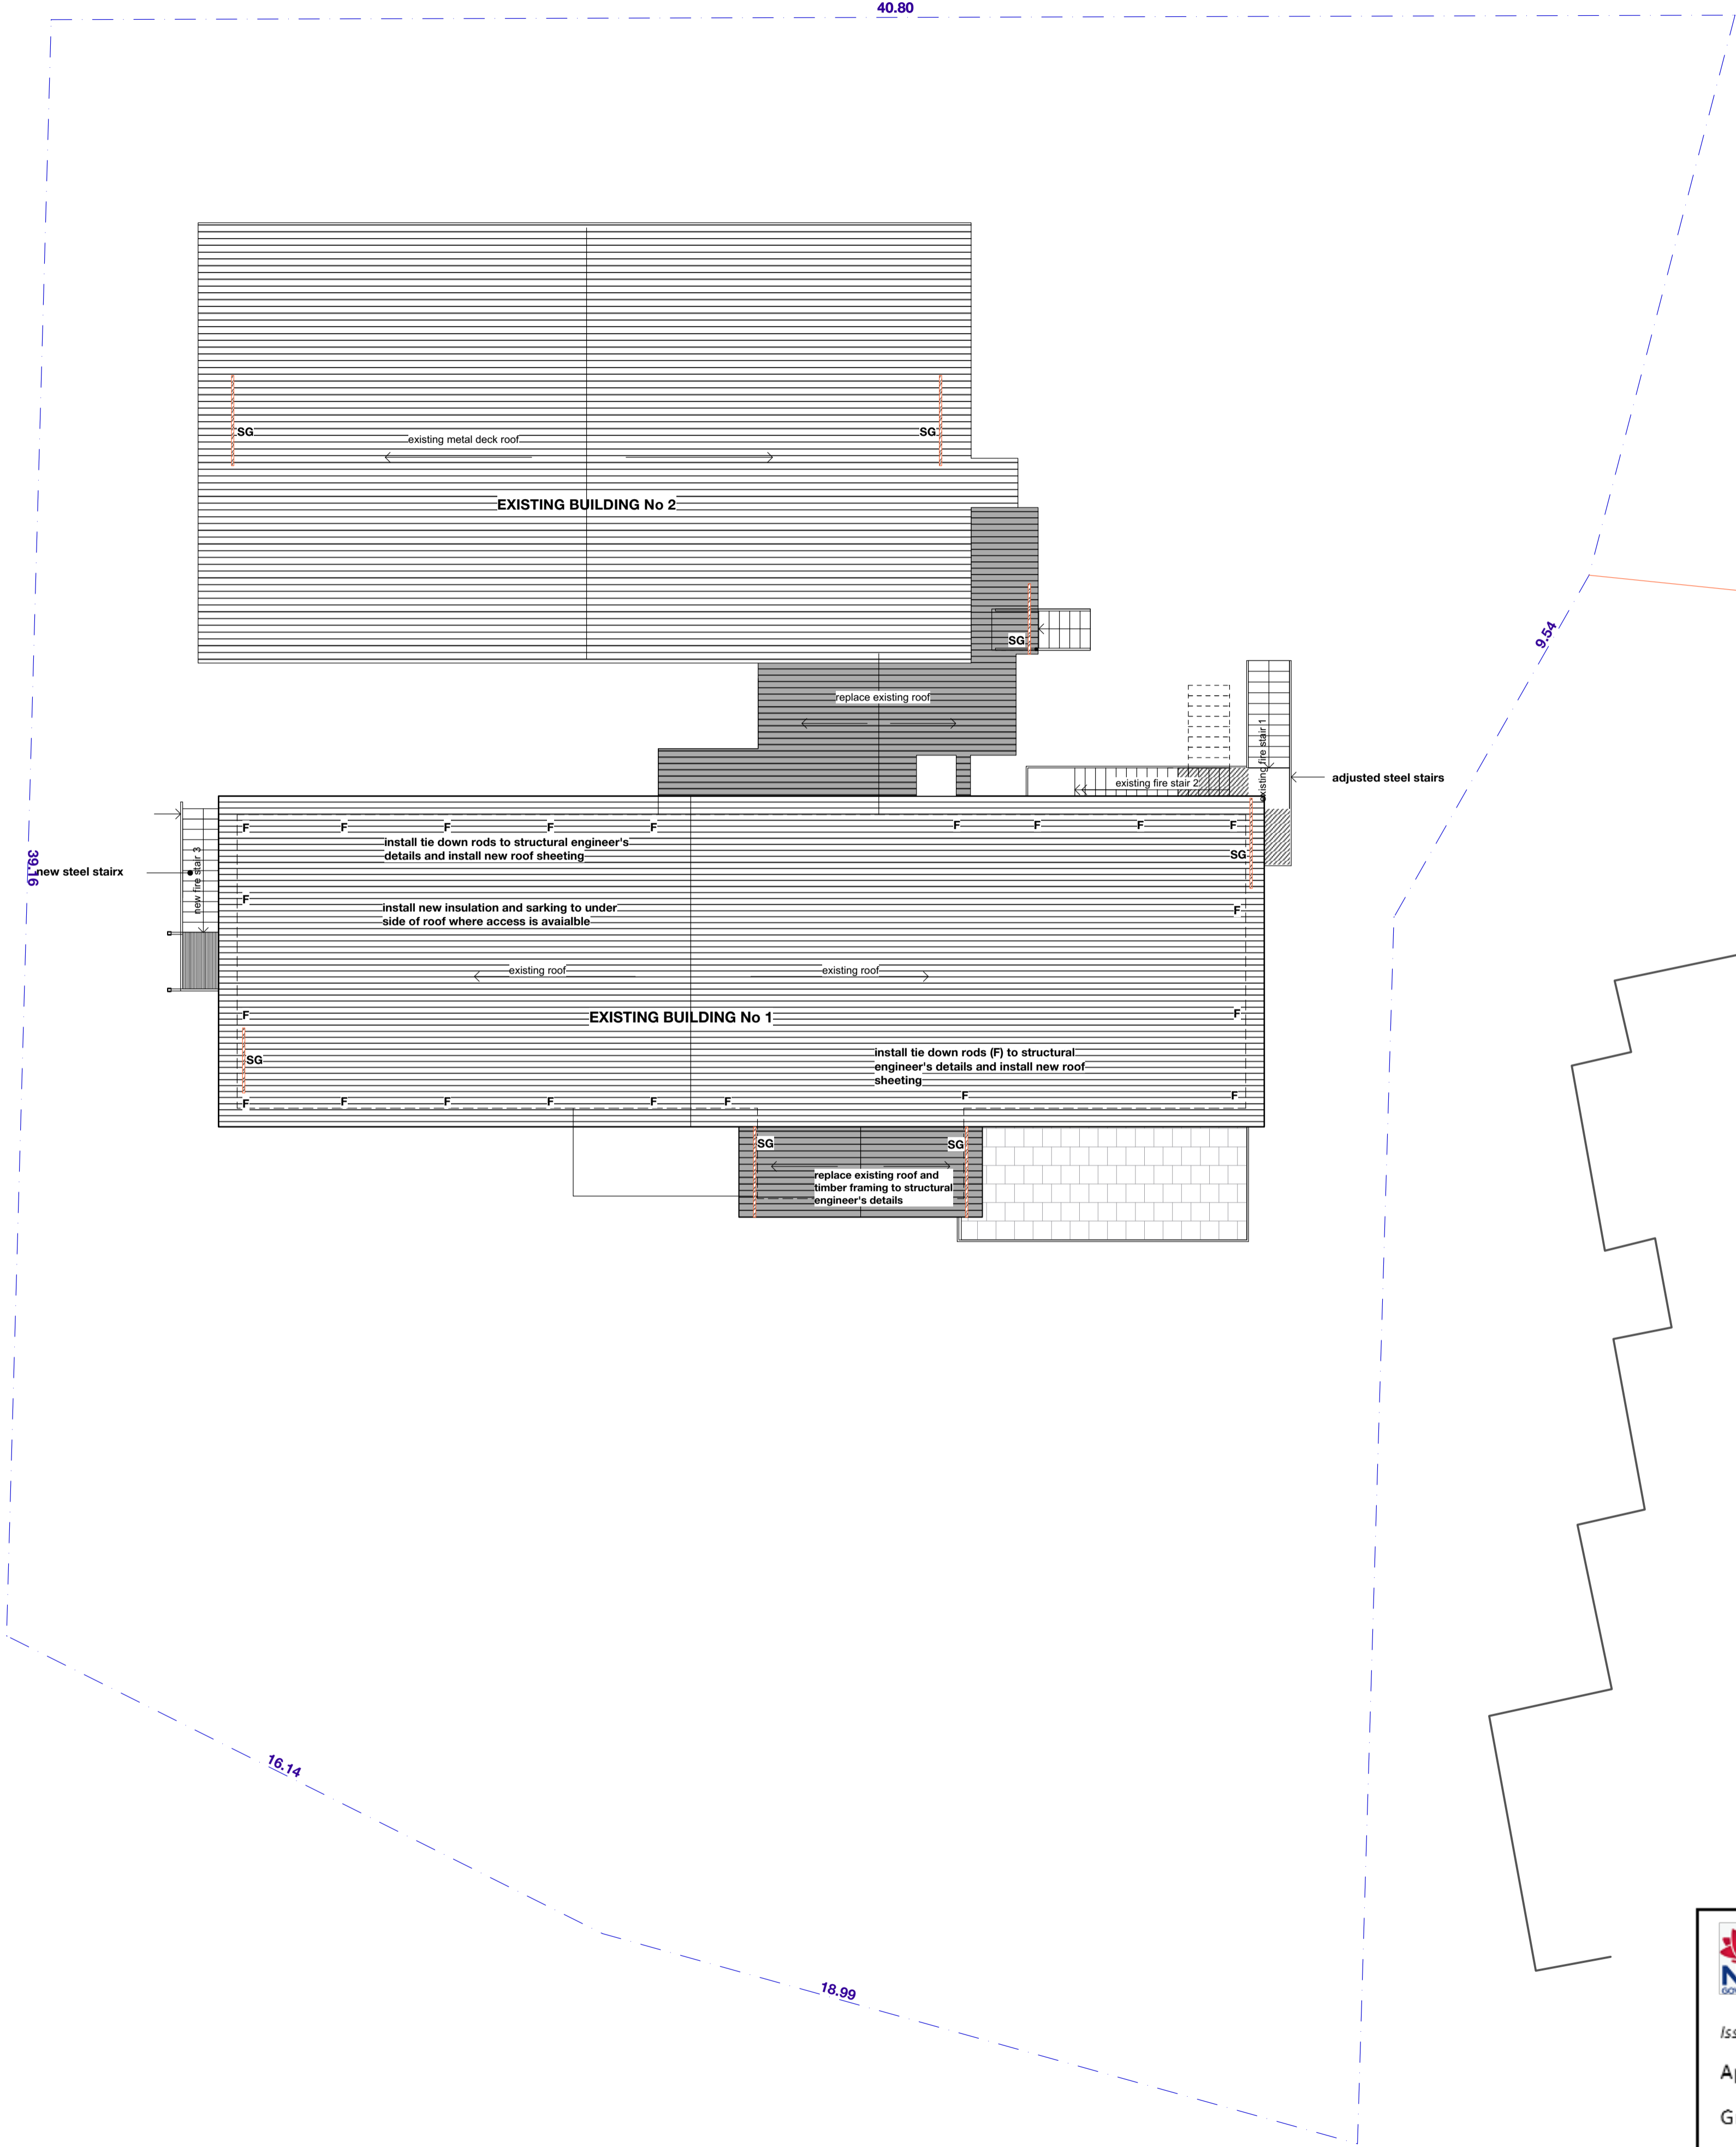 40.80
SG
SG
existing metal deck roof
EXISTING BUILDING No 2
9.54
SG
replace existing roof
existing fire stair 1
existing fire stair 2
adjusted steel stairs
F
F
F
F
F
F
F
F
F
install tie down rods to structural engineer's
details and install new roof sheeting
SG
39.16
new steel stairx
new fire stair 3
F
install new insulation and sarking to under
side of roof where access is avaialble
F
existing roof
existing roof
F
F
EXISTING BUILDING No 1
SG
install tie down rods (F) to structural
engineer's details and install new roof
sheeting
F
F
F
F
F
F
F
F
SG
SG
replace existing roof and
timber framing to structural
engineer's details
16.14
18.99